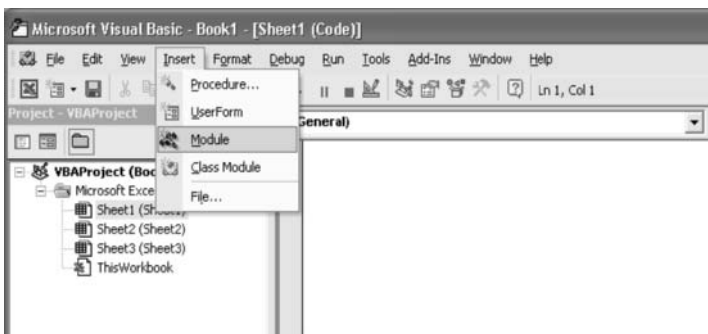 Microsoft Visual Basic - Book1 - [Sheet1 (Code)]
File Edit View Insert Format Debug Run Tools Add-Ins Window Help
Ln 1, Col 1
Project - VBAProject
Procedure...
UserForm
Module
Class Module
File...
General)
VBAProject (Boo
Microsoft Exce
Sheet1 (Sheet1)
Sheet2 (Sheet2)
Sheet3 (Sheet3)
ThisWorkbook